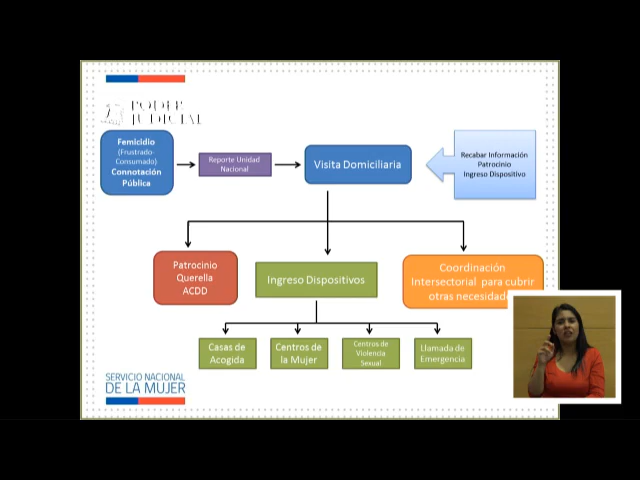 PODER
JUDICIAL
Femicidio
(Frustrado-
Consumado)
Connotación
Pública
Reporte Unidad
Nacional
Visita Domiciliaria
Recabar Información
Patrocinio
Ingreso Dispositivo
Patrocinio
Querella
ACDD
Ingreso Dispositivos
Coordinación
Intersectorial para cubrir
otras necesidade
Casas de
Acogida
Centros de
la Mujer
Centros de
Violencia
Sexual
Llamada de
Emergencia
SERVICIO NACIONAL
DE LA MUJER